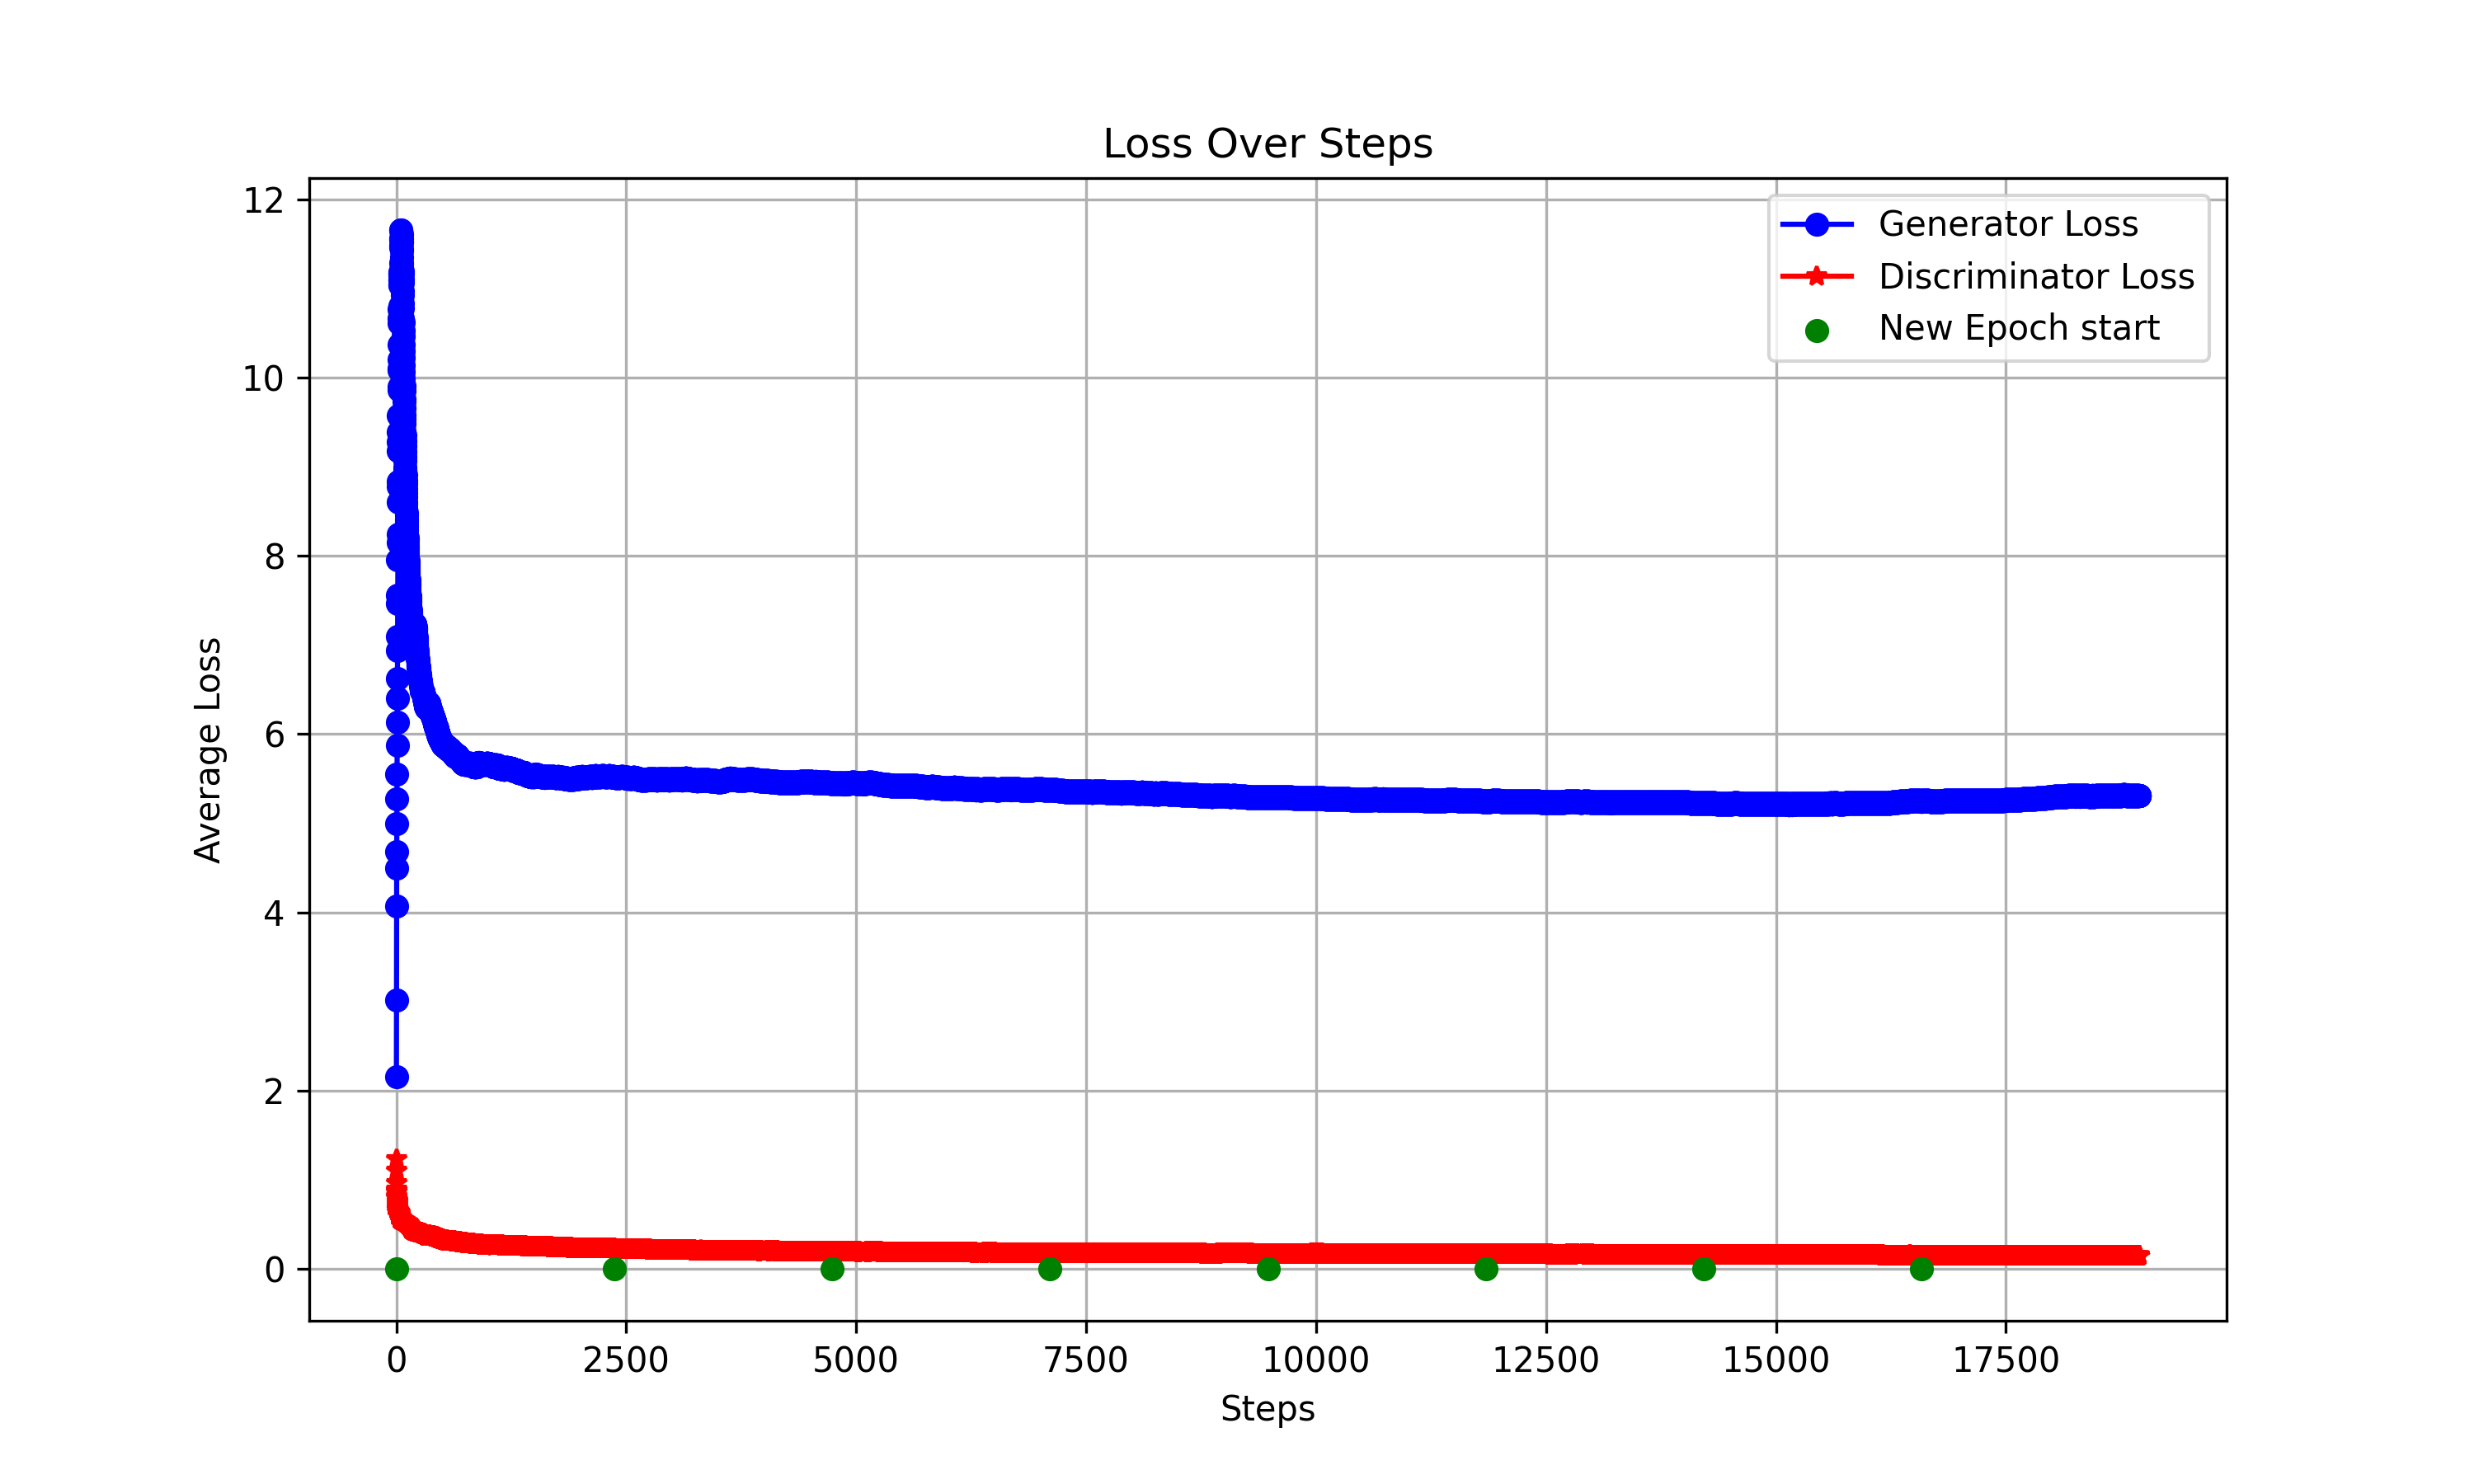 Loss Over Steps
12
10
8
6
4
2
0
Average Loss
Generator Loss
Discriminator Loss
New Epoch start
0 2500 5000 7500 10000 12500 15000 17500
Steps